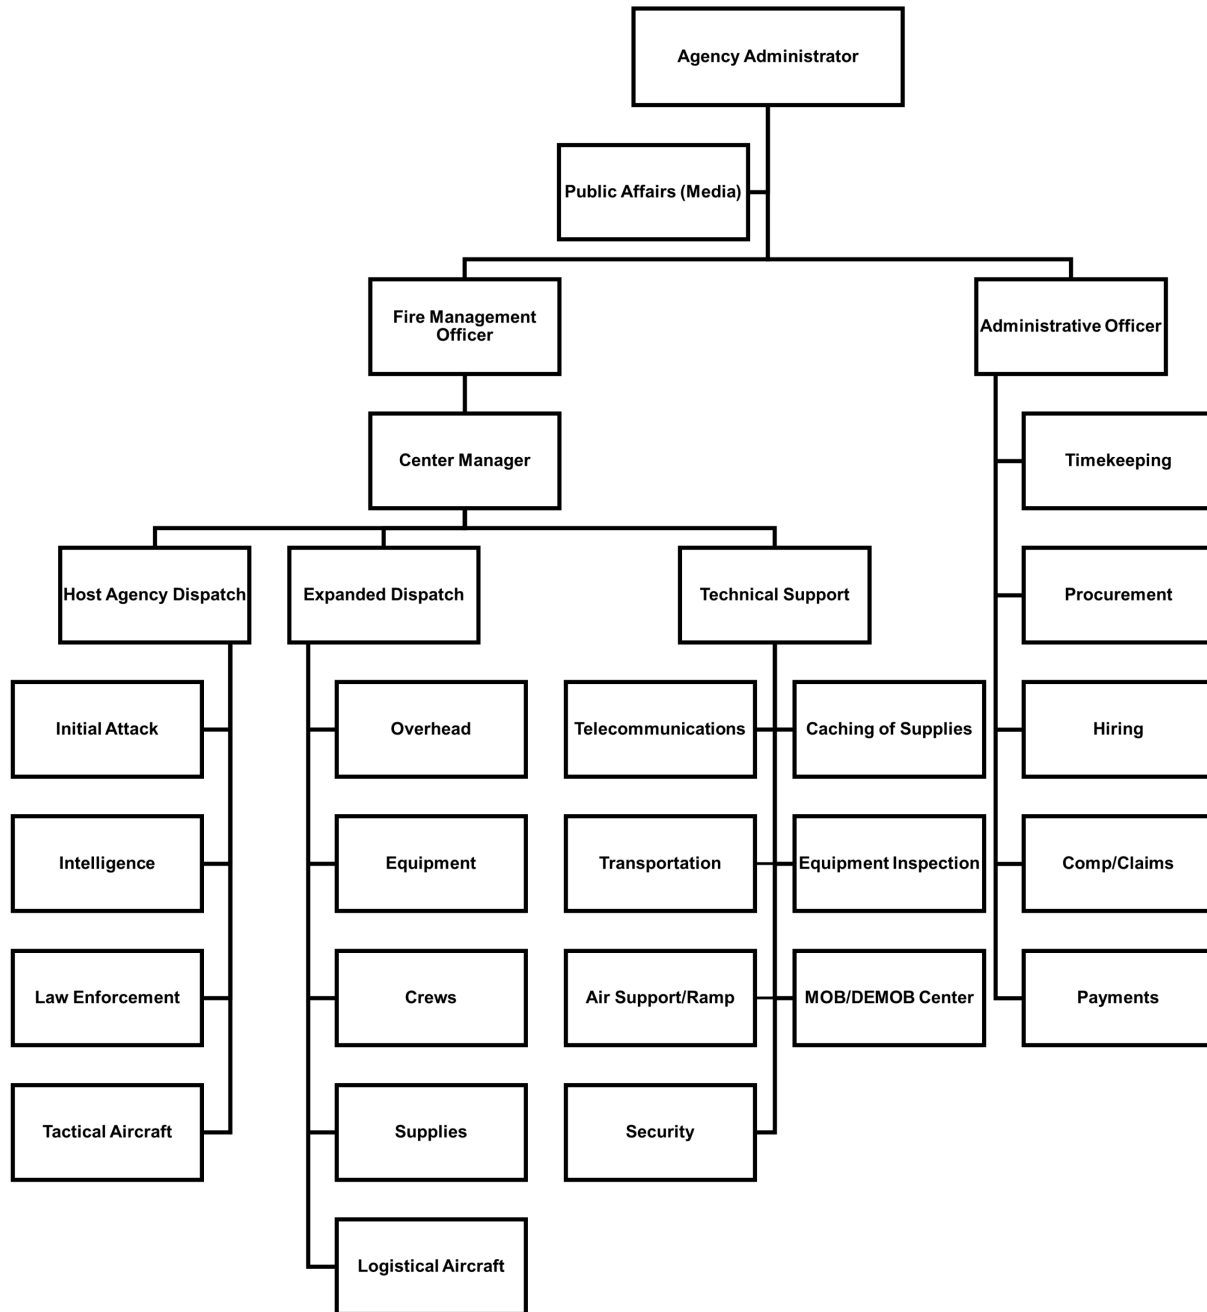 Agency Administrator
Public Affairs (Media)
Fire Management
Officer
Administrative Officer
Center Manager
Timekeeping
Host Agency Dispatch
Expanded Dispatch
Technical Support
Procurement
Initial Attack
Overhead
Telecommunications
Caching of Supplies
Hiring
Intelligence
Equipment
Transportation
Equipment Inspection
Comp/Claims
Law Enforcement
Crews
Air Support/Ramp
MOB/DEMOB Center
Payments
Tactical Aircraft
Supplies
Security
Logistical Aircraft